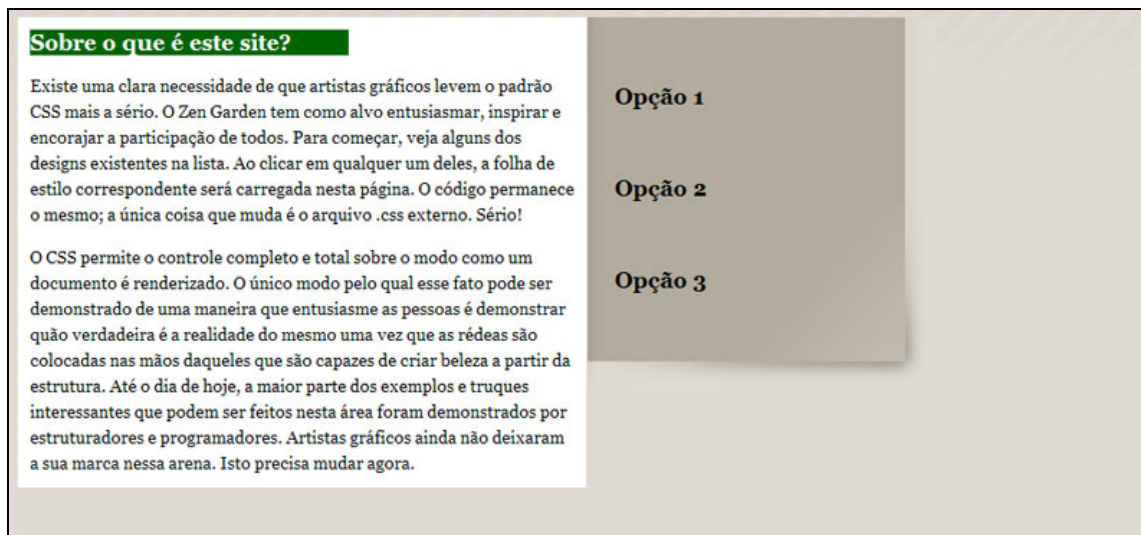 Sobre o que é este site?
Existe uma clara necessidade de que artistas gráficos levem o padrão
CSS mais a sério. O Zen Garden tem como alvo entusiasmar, inspirar e
encorajar a participação de todos. Para começar, veja alguns dos
designs existentes na lista. Ao clicar em qualquer um deles, a folha de
estilo correspondente será carregada nesta página. O código permanece
o mesmo; a única coisa que muda é o arquivo .css externo. Sério!
O CSS permite o controle completo e total sobre o modo como um
documento é renderizado. O único modo pelo qual esse fato pode ser
demonstrado de uma maneira que entusiasme as pessoas é demonstrar
quão verdadeira é a realidade do mesmo uma vez que as rédeas são
colocadas nas mãos daqueles que são capazes de criar beleza a partir da
estrutura. Até o dia de hoje, a maior parte dos exemplos e truques
interessantes que podem ser feitos nesta área foram demonstrados por
estruturadores e programadores. Artistas gráficos ainda não deixaram
a sua marca nessa arena. Isto precisa mudar agora.
Opção 1
Opção 2
Opção 3